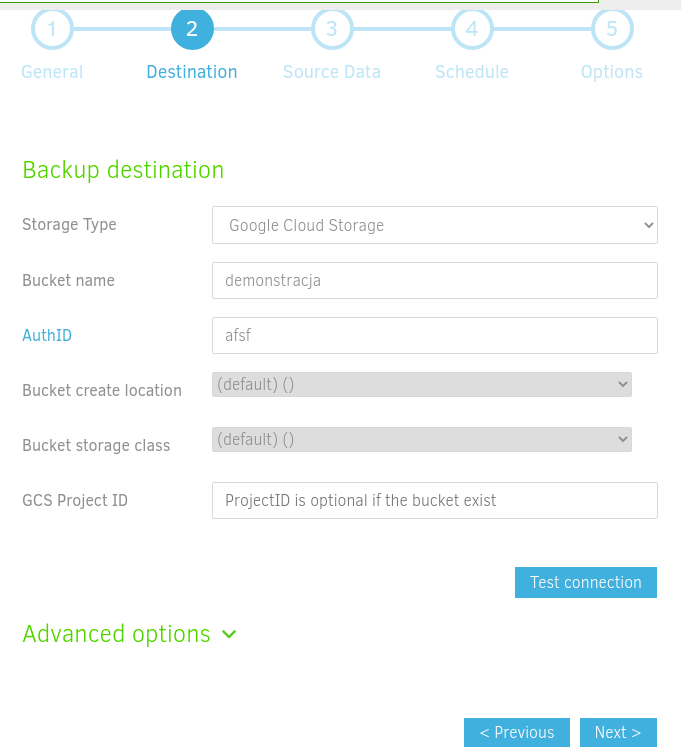 1 2 3 4 5
General Destination Source Data Schedule Options
Backup destination
Storage Type Google Cloud Storage
Bucket name demonstracja
AuthID afsf
Bucket create location (default) ()
Bucket storage class (default) ()
GCS Project ID ProjectID is optional if the bucket exist
Test connection
Advanced options
< Previous Next >